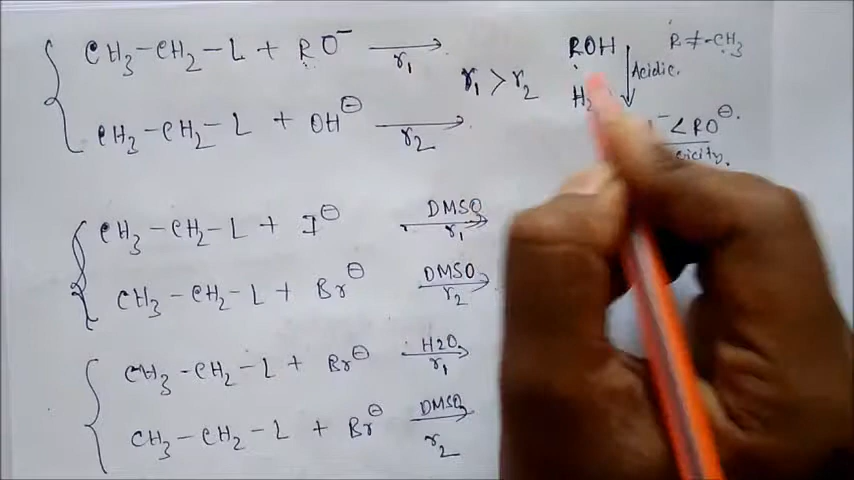 CH3-CH2-L + RO⁻ → r1
r1 > r2
CH3-CH2-L + OH⊖ → r2
ROH
H2
Acidic.
R ≠ -CH3
< RO⊖.
icity.
CH3-CH2-L + I⊖ DMSO → r1
CH3-CH2-L + Br⊖ DMSO → r2
CH3-CH2-L + Br⊖ H2O → r1
CH3-CH2-L + Br⊖ DMSO → r2